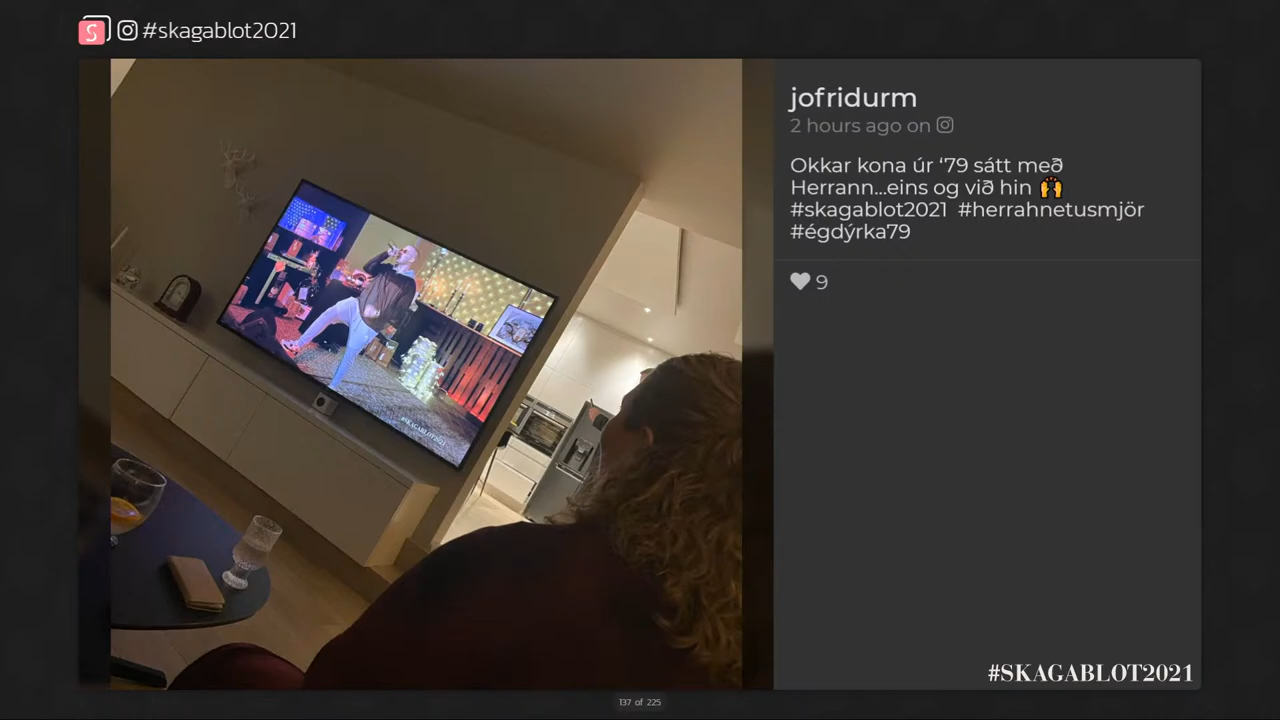 #skagablot2021
jofridurm
2 hours ago on
Okkar kona úr ‘79 sátt með
Herrann...eins og við hin 🙌
#skagablot2021 #herrahnetusmjör
#égdýrka79
9
#SKAGABLOT2021
#SKAGABLOT2021
137 of 225